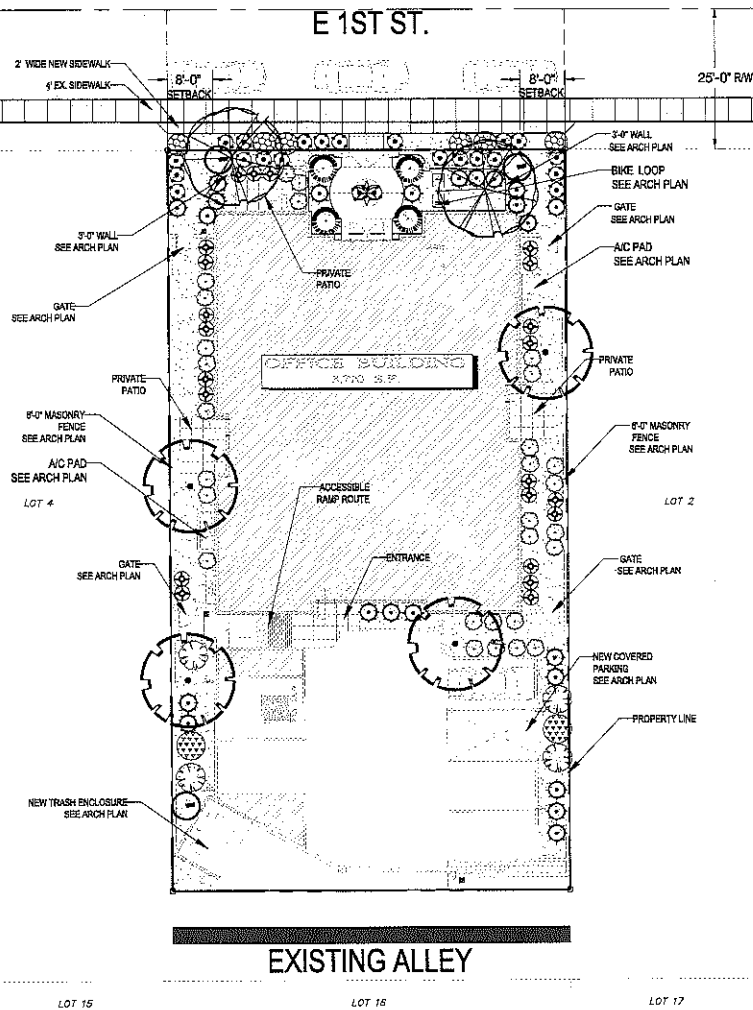 E 1ST ST.
2' WIDE NEW SIDEWALK
EX. SIDEWALK
8'-0"
SETBACK
8'-0"
SETBACK
25'-0" R/W
3'-0" WALL
SEE ARCH PLAN
BIKE LOOP
SEE ARCH PLAN
GATE
SEE ARCH PLAN
A/C PAD
SEE ARCH PLAN
WALL
SEE ARCH PLAN
PRIVATE
PATIO
GATE
SEE ARCH PLAN
OFFICE BUILDING
S.F.
PRIVATE
PATIO
PRIVATE
PATIO
6'-0" MASONRY
FENCE
SEE ARCH PLAN
6'-0" MASONRY
FENCE
SEE ARCH PLAN
A/C PAD
SEE ARCH PLAN
LOT 4
ACCESSIBLE
RAMP ROUTE
LOT 2
ENTRANCE
GATE
SEE ARCH PLAN
GATE
SEE ARCH PLAN
NEW COVERED
PARKING
SEE ARCH PLAN
PROPERTY LINE
NEW TRASH ENCLOSURE
SEE ARCH PLAN
EXISTING ALLEY
LOT 15
LOT 16
LOT 17